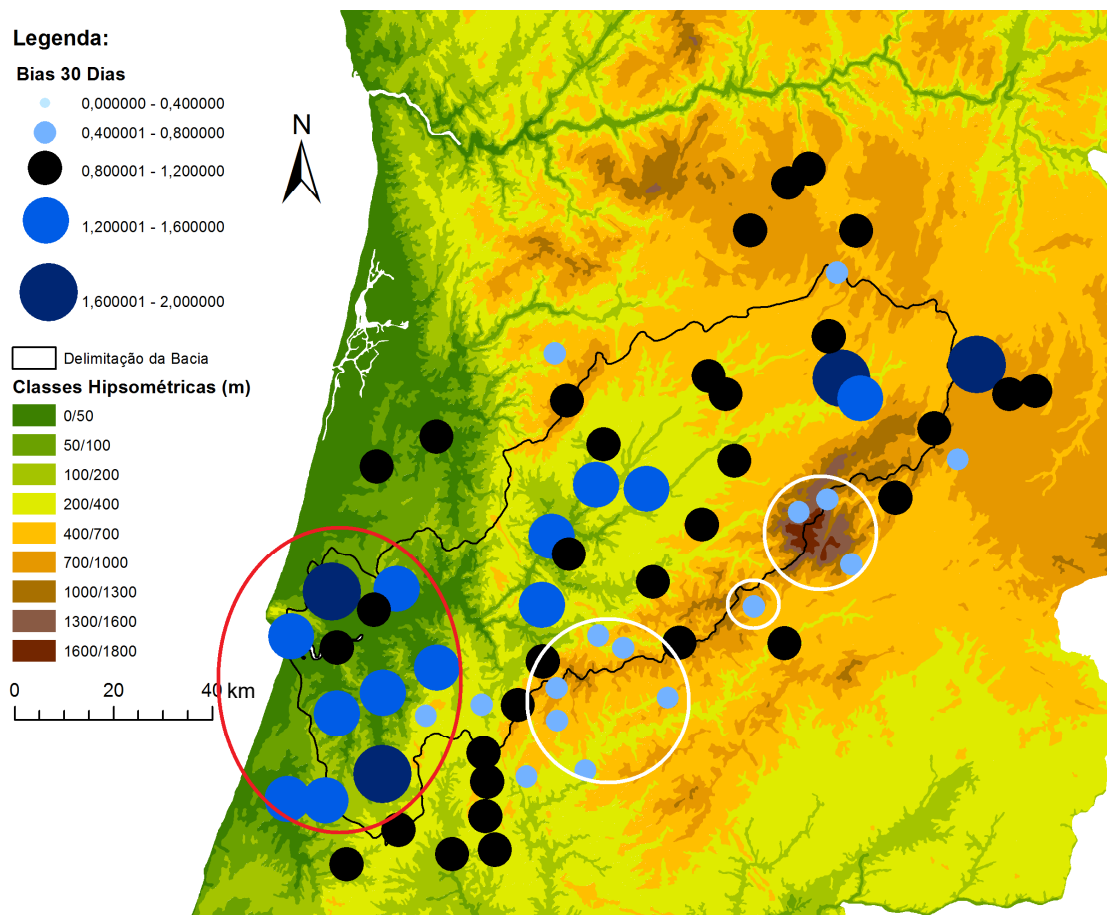 Legenda:
Bias 30 Dias
0,000000 - 0,400000
0,400001 - 0,800000
0,800001 - 1,200000
1,200001 - 1,600000
1,600001 - 2,000000
Delimitação da Bacia
Classes Hipsométricas (m)
0/50
50/100
100/200
200/400
400/700
700/1000
1000/1300
1300/1600
1600/1800
0 20 40 km
N